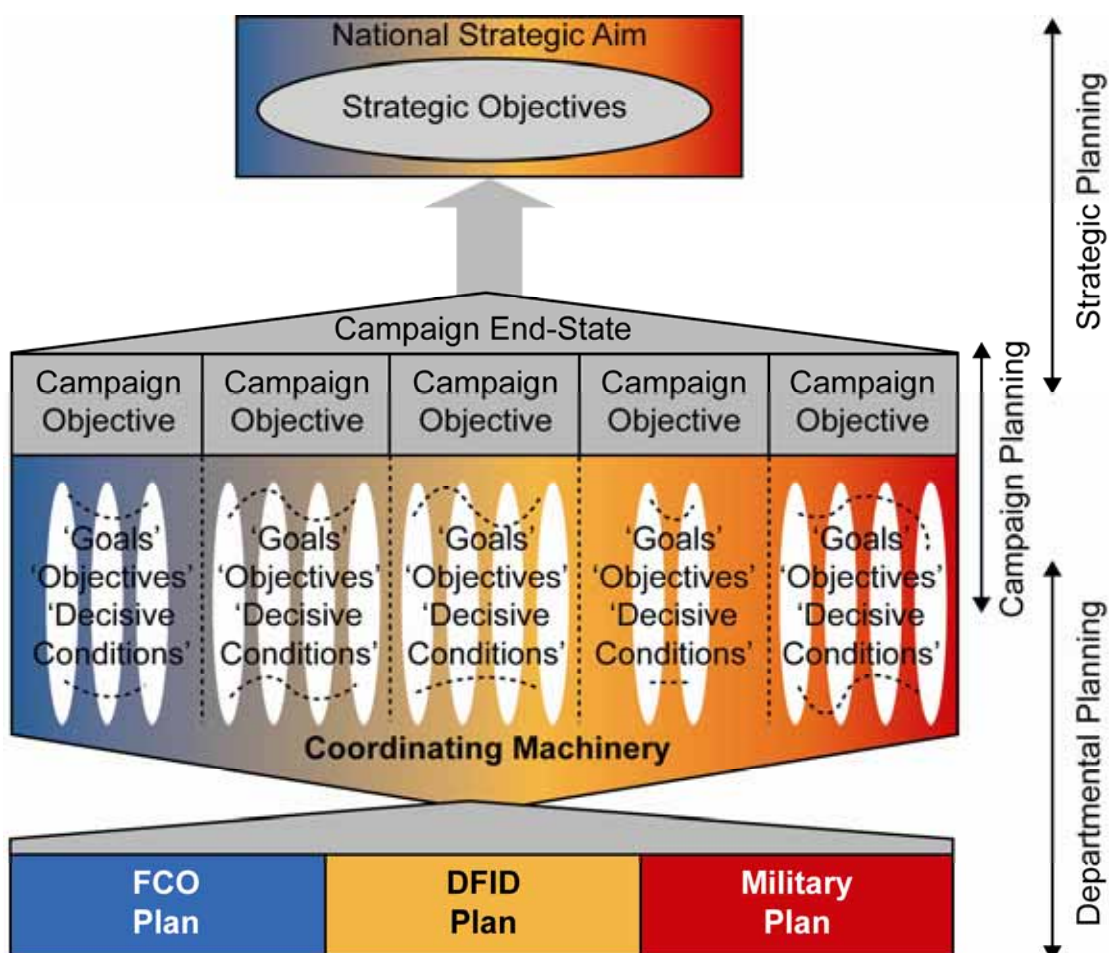 National Strategic Aim
Strategic Objectives
Campaign End-State
Campaign
Objective
Campaign
Objective
Campaign
Objective
Campaign
Objective
Campaign
Objective
‘Goals’
‘Objectives’
‘Decisive
Conditions’
‘Goals’
‘Objectives’
‘Decisive
Conditions’
‘Goals’
‘Objectives’
‘Decisive
Conditions’
‘Goals’
‘Objectives’
‘Decisive
Conditions’
‘Goals’
‘Objectives’
‘Decisive
Conditions’
Coordinating Machinery
FCO
Plan
DFID
Plan
Military
Plan
Strategic Planning
Campaign Planning
Departmental Planning